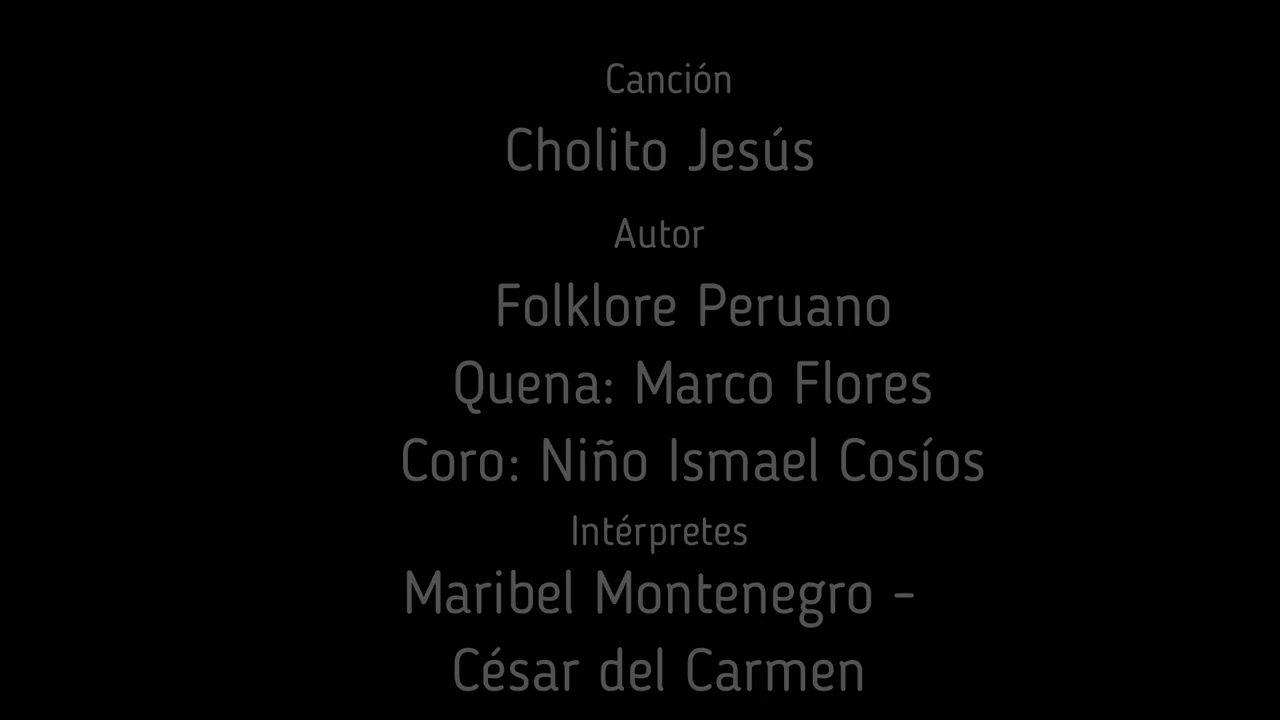 Canción
Cholito Jesús
Autor
Folklore Peruano
Quena: Marco Flores
Coro: Niño Ismael Cosíos
Intérpretes
Maribel Montenegro -
César del Carmen